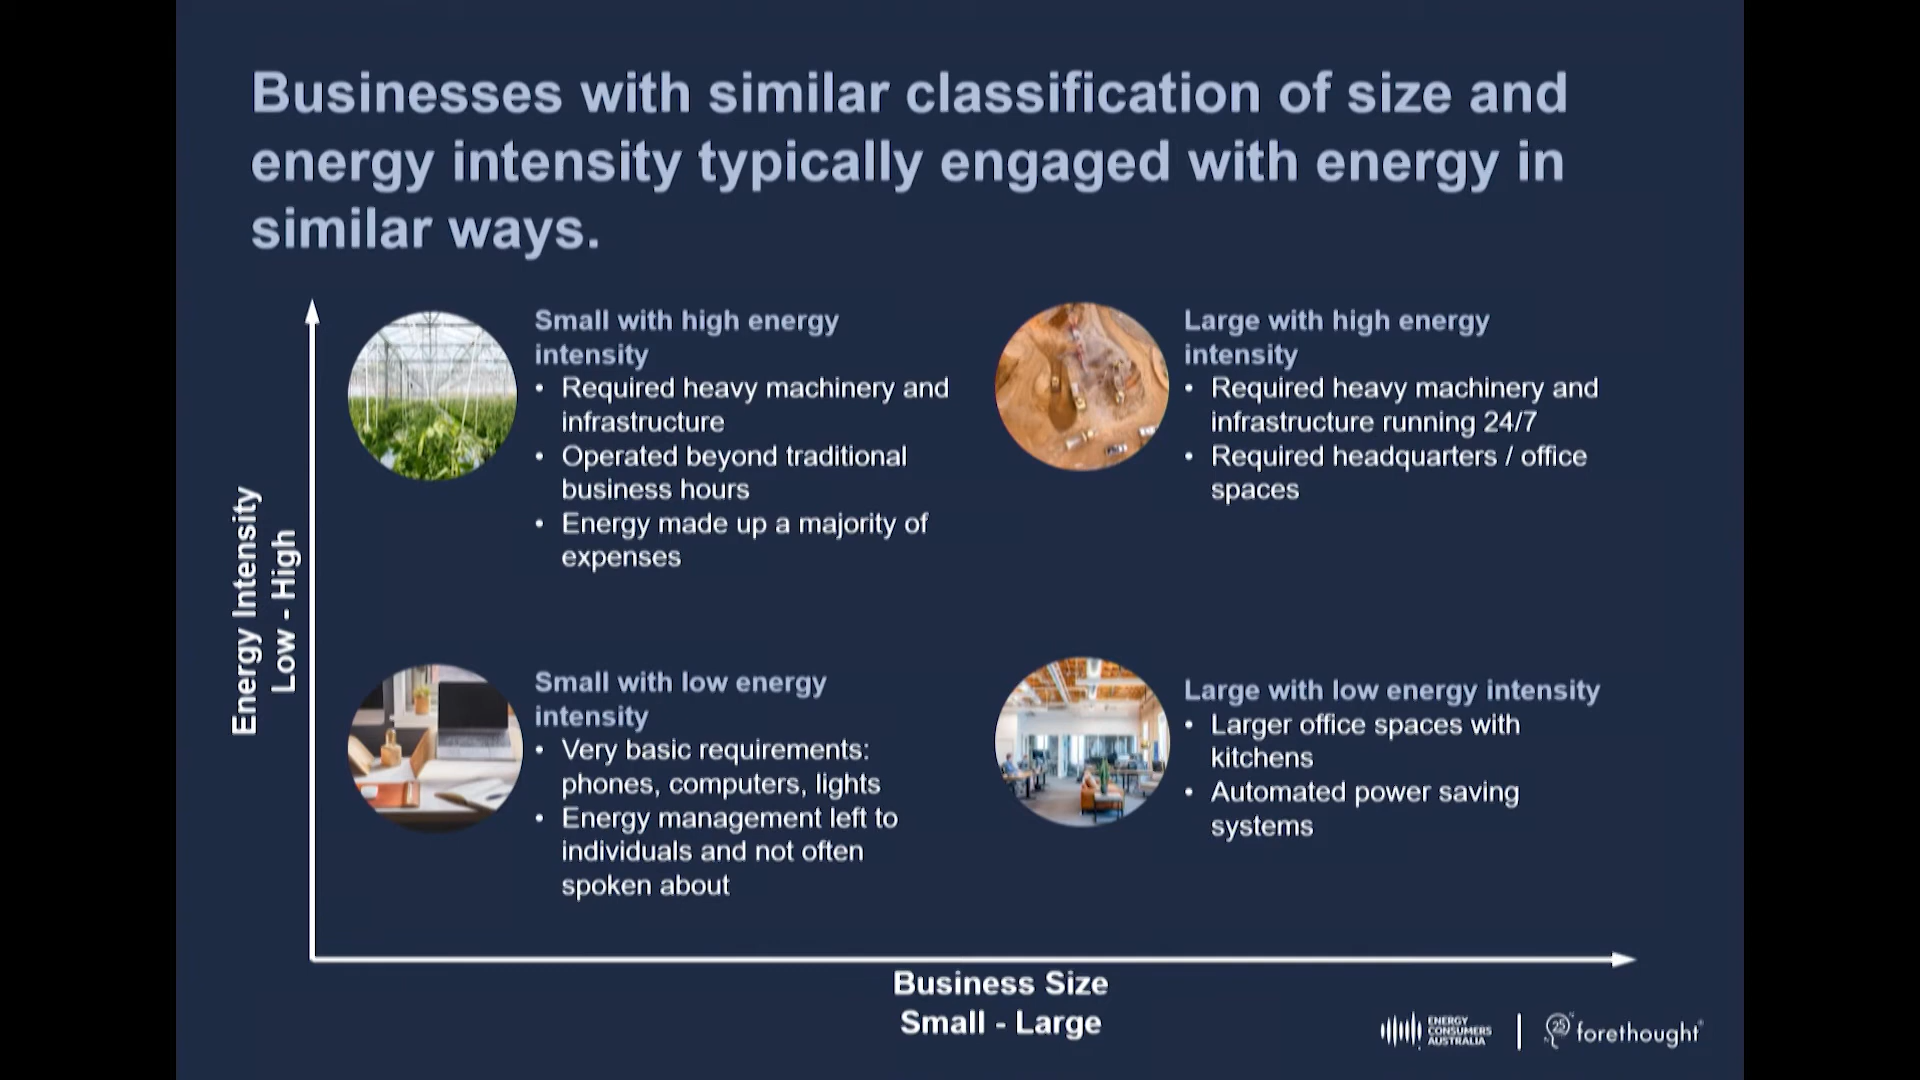 Businesses with similar classification of size and
energy intensity typically engaged with energy in
similar ways.
Small with high energy
intensity
• Required heavy machinery and
infrastructure
• Operated beyond traditional
business hours
• Energy made up a majority of
expenses
Large with high energy
intensity
• Required heavy machinery and
infrastructure running 24/7
• Required headquarters / office
spaces
Energy Intensity
Low - High
Small with low energy
intensity
• Very basic requirements:
phones, computers, lights
• Energy management left to
individuals and not often
spoken about
Large with low energy intensity
• Larger office spaces with
kitchens
• Automated power saving
systems
Business Size
Small - Large
ENERGY
CONSUMERS
AUSTRALIA
25
forethought